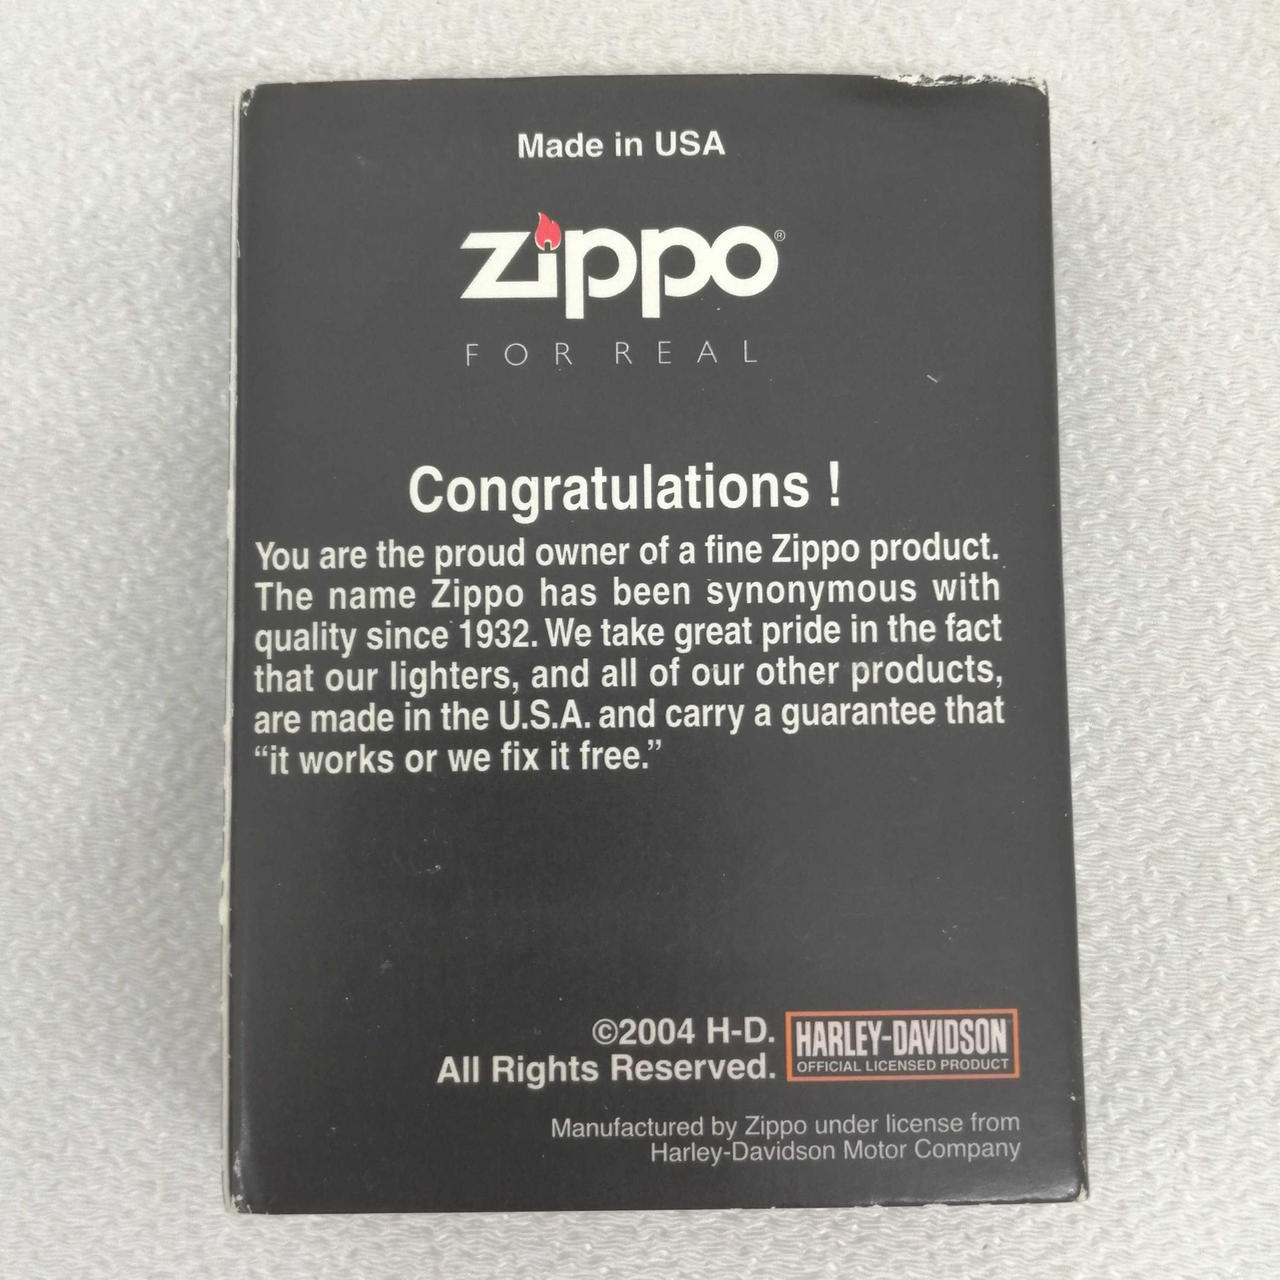 Made in USA
Zippo®
FOR REAL
Congratulations !
You are the proud owner of a fine Zippo product.
The name Zippo has been synonymous with
quality since 1932. We take great pride in the fact
that our lighters, and all of our other products,
are made in the U.S.A. and carry a guarantee that
“it works or we fix it free.”
©2004 H-D.
All Rights Reserved.
HARLEY-DAVIDSON
OFFICIAL LICENSED PRODUCT
Manufactured by Zippo under license from
Harley-Davidson Motor Company